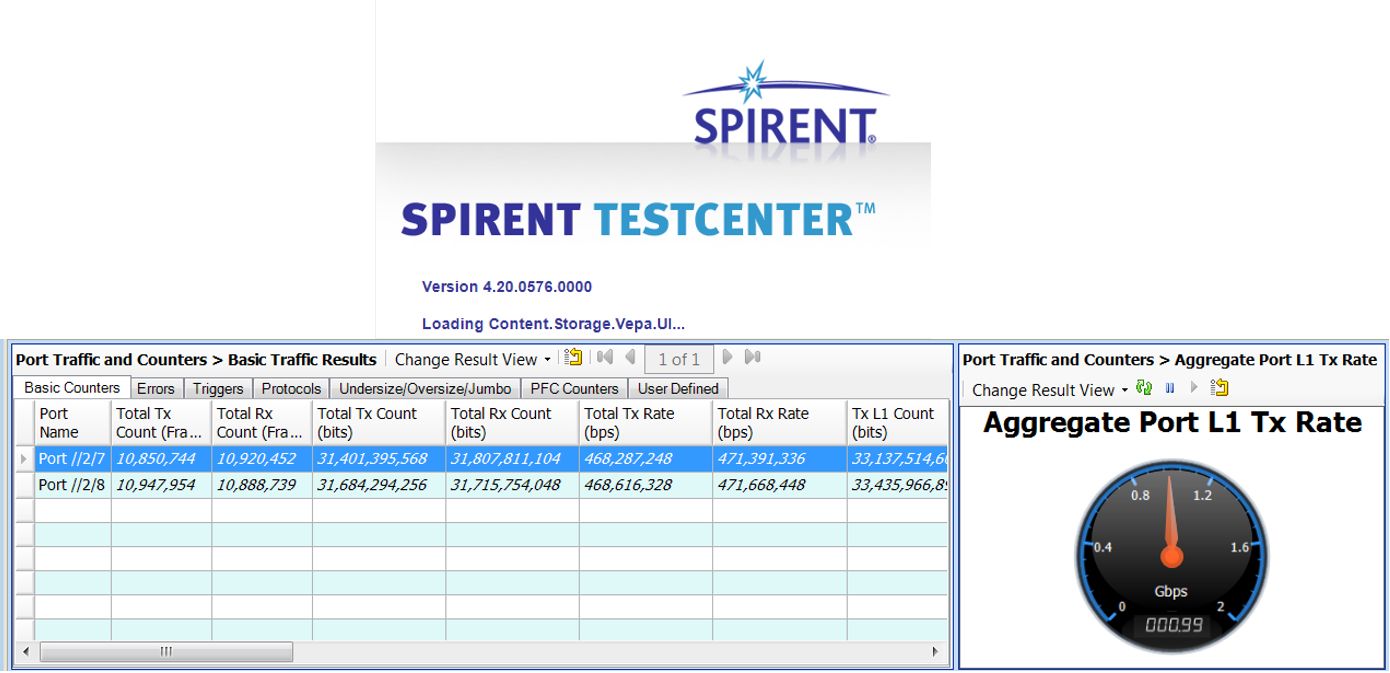 SPIRENT®
SPIRENT TESTCENTER™
Version 4.20.0576.0000
Loading Content.Storage.Vepa.UI...
Port Traffic and Counters > Basic Traffic Results Change Result View 1 of 1
Basic Counters Errors Triggers Protocols Undersize/Oversize/Jumbo PFC Counters User Defined
Port Name Total Tx Count (Fra... Total Rx Count (Fra... Total Tx Count (bits) Total Rx Count (bits) Total Tx Rate (bps) Total Rx Rate (bps) Tx L1 Count (bits)
Port //2/7 10,850,744 10,920,452 31,401,395,568 31,807,811,104 468,287,248 471,391,336 33,137,514,6
Port //2/8 10,947,954 10,888,739 31,684,294,256 31,715,754,048 468,616,328 471,668,448 33,435,966,8
Port Traffic and Counters > Aggregate Port L1 Tx Rate
Change Result View
Aggregate Port L1 Tx Rate
0.8 1.2
0.4 1.6
Gbps
0 2
000.99